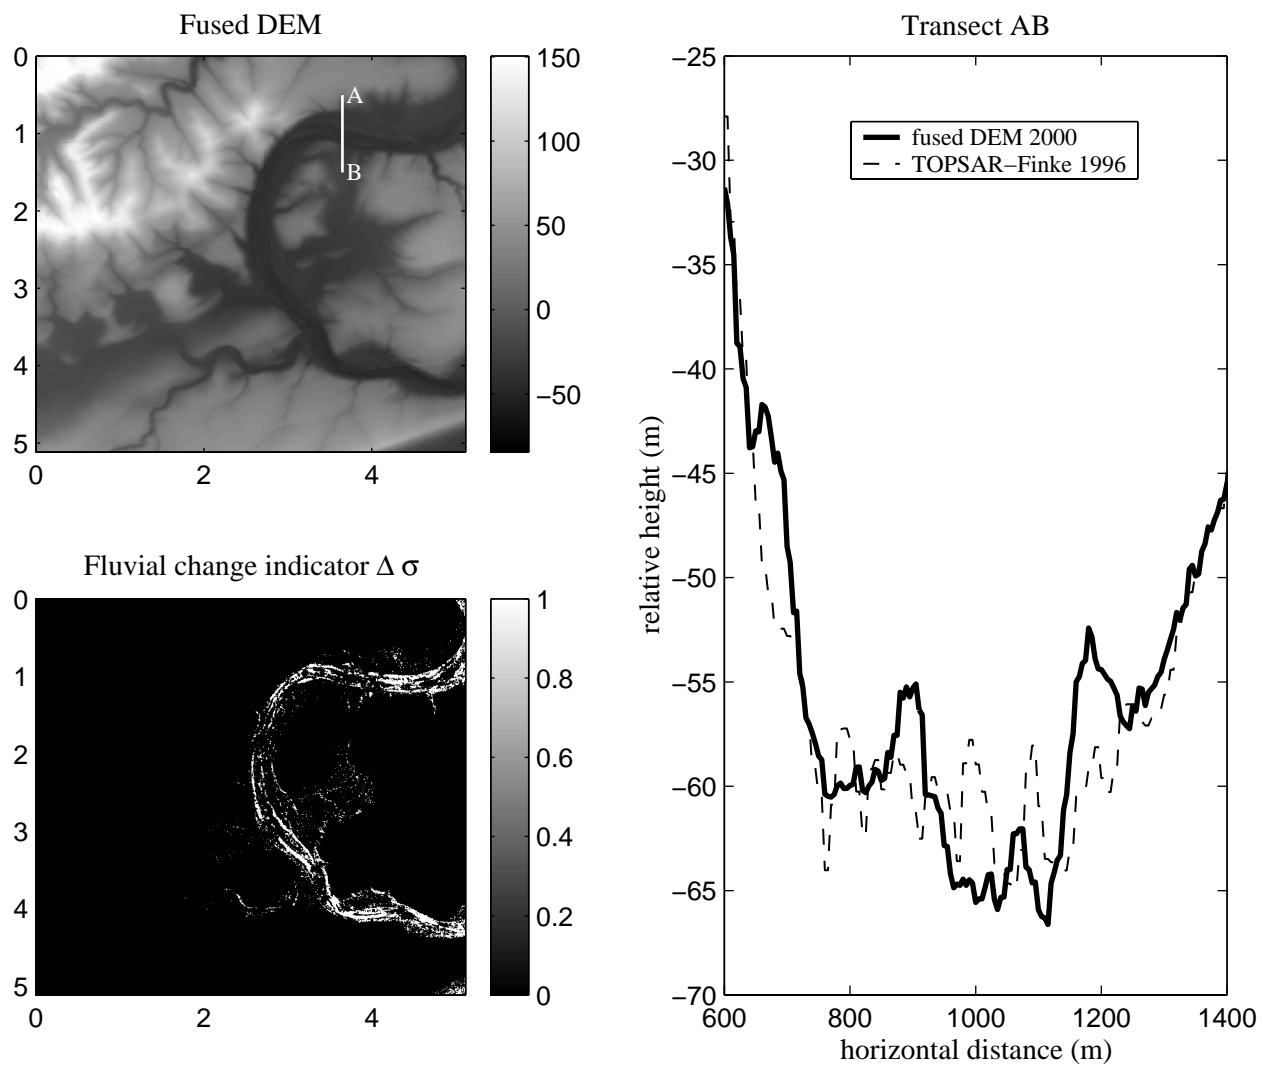 Fused DEM
0
1
2
3
4
5
0 2 4
A
B
150
100
50
0
−50
Fluvial change indicator Δ σ
0
1
2
3
4
5
0 2 4
1
0.8
0.6
0.4
0.2
0
Transect AB
−25
−30
−35
−40
−45
−50
−55
−60
−65
−70
relative height (m)
fused DEM 2000
TOPSAR−Finke 1996
600 800 1000 1200 1400
horizontal distance (m)